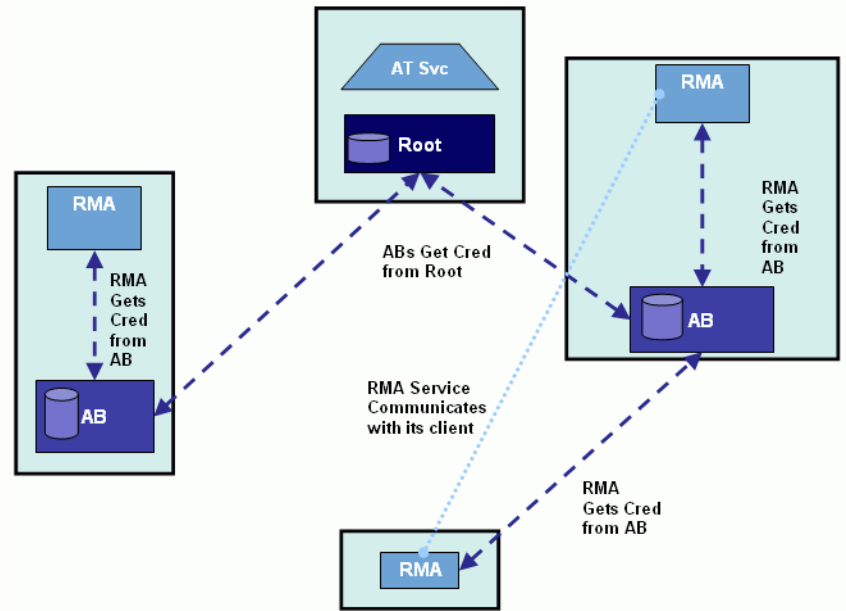 AT Svc
Root
RMA
RMA
Gets
Cred
from
AB
AB
ABs Get Cred
from Root
RMA
RMA
Gets
Cred
from
AB
AB
RMA Service
Communicates
with its client
RMA
Gets Cred
from AB
RMA